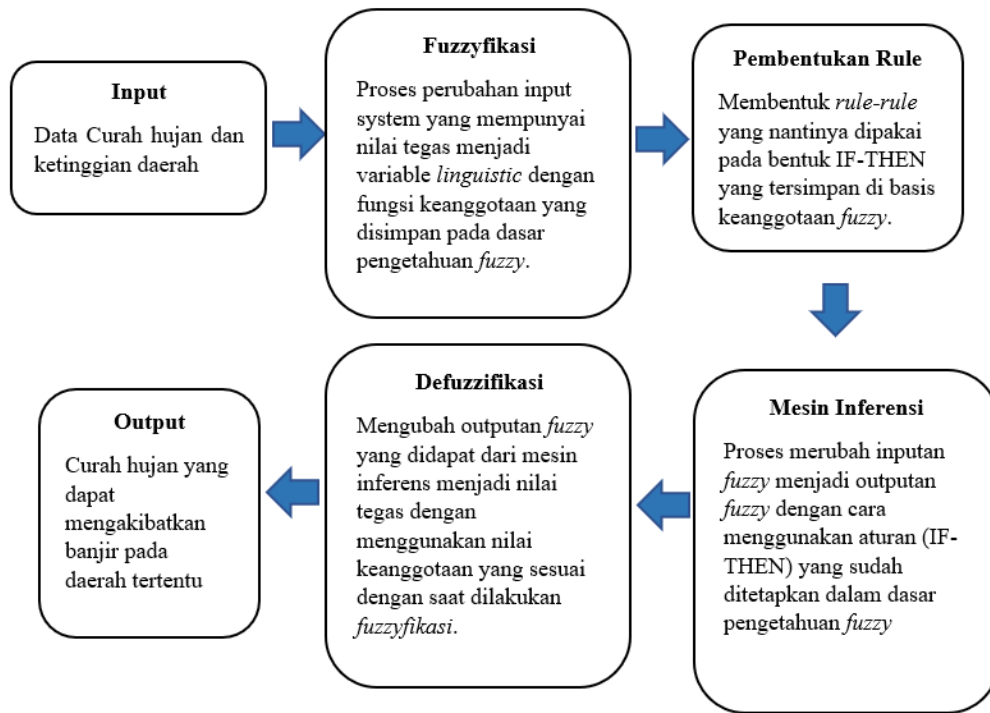 Input
Data Curah hujan dan
ketinggian daerah
Fuzzyfikasi
Proses perubahan input
system yang mempunyai
nilai tegas menjadi
variable linguistic dengan
fungsi keanggotaan yang
disimpan pada dasar
pengetahuan fuzzy.
Pembentukan Rule
Membentuk rule-rule
yang nantinya dipakai
pada bentuk IF-THEN
yang tersimpan di basis
keanggotaan fuzzy.
Mesin Inferensi
Proses merubah inputan
fuzzy menjadi outputan
fuzzy dengan cara
menggunakan aturan (IF-
THEN) yang sudah
ditetapkan dalam dasar
pengetahuan fuzzy
Defuzzifikasi
Mengubah outputan fuzzy
yang didapat dari mesin
inferens menjadi nilai
tegas dengan
menggunakan nilai
keanggotaan yang sesuai
dengan saat dilakukan
fuzzyfikasi.
Output
Curah hujan yang
dapat
mengakibatkan
banjir pada
daerah tertentu